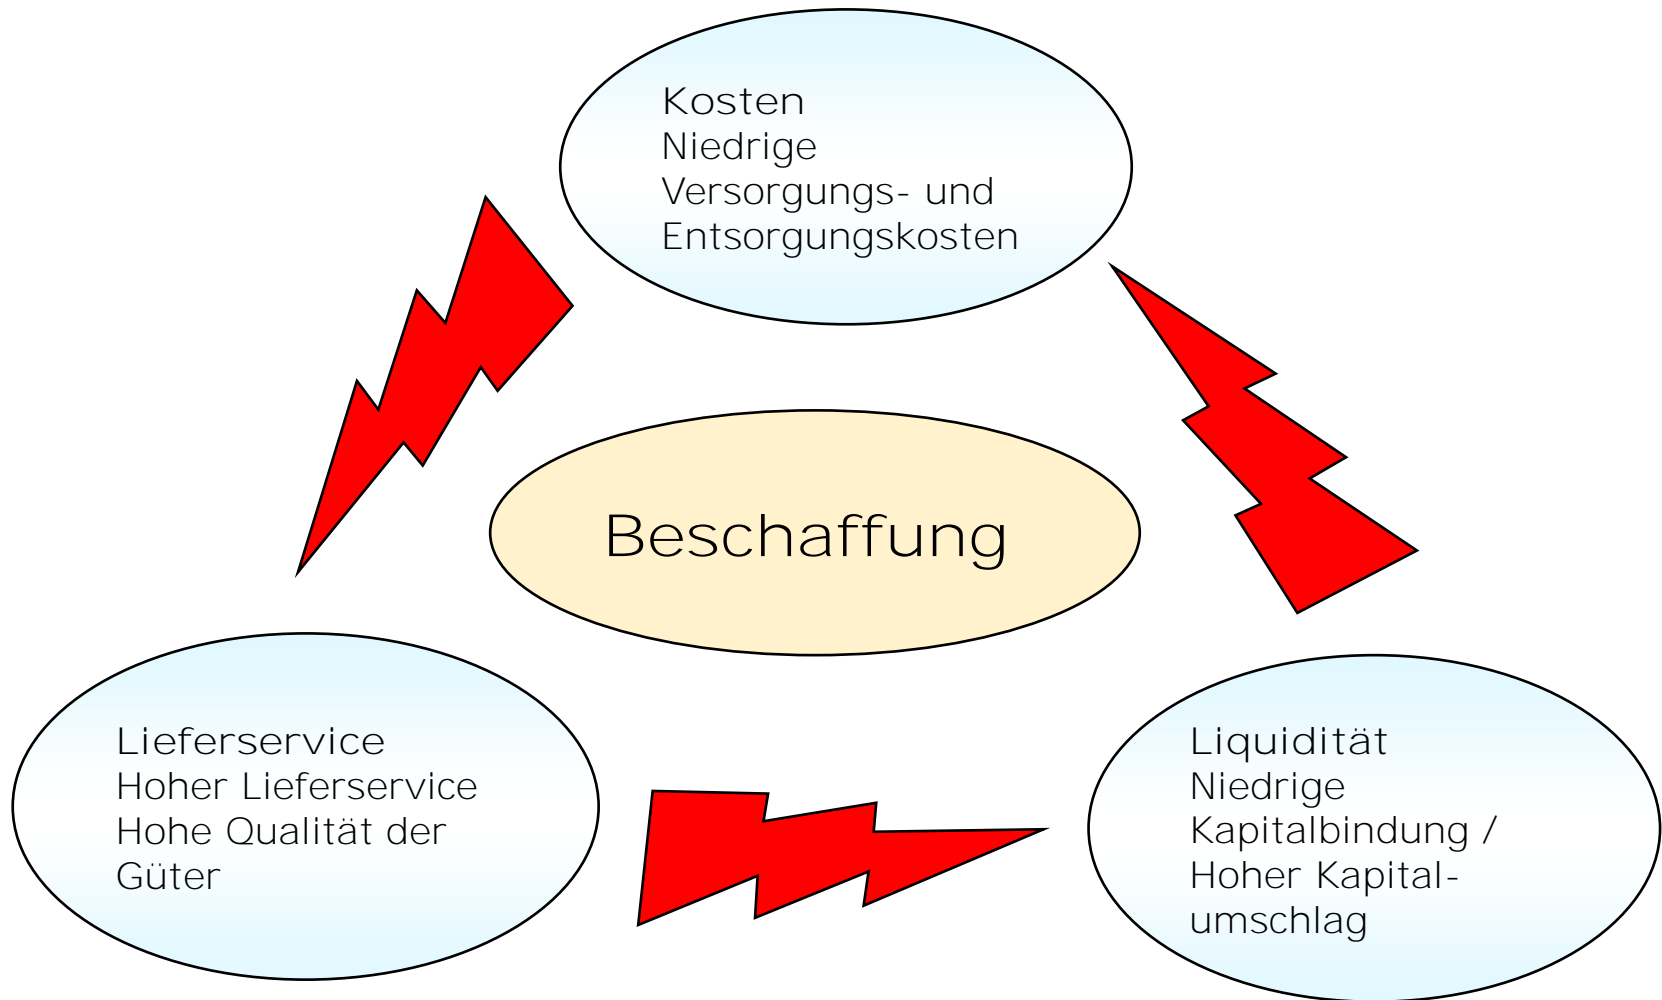 Kosten
Niedrige
Versorgungs- und
Entsorgungskosten
Beschaffung
Lieferservice
Hoher Lieferservice
Hohe Qualität der
Güter
Liquidität
Niedrige
Kapitalbindung /
Hoher Kapital-
umschlag